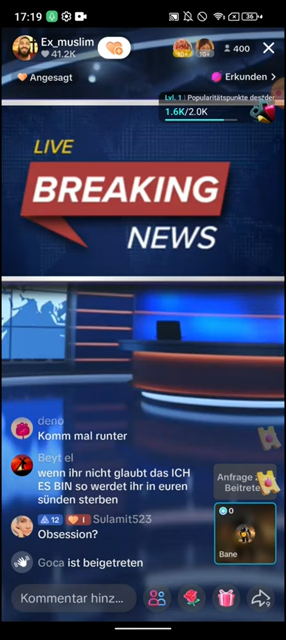 17:19
36
Ex_muslim
41.2K
400
Angesagt
Erkunden
Lvl. 1 | Popularitätspunkte
1.6K/2.0K
LIVE
BREAKING
NEWS
deno
Komm mal runter
Beyt el
wenn ihr nicht glaubt das ICH
ES BIN so werdet ihr in euren
sünden sterben
12 1 Sulamit523
Obsession?
Goca ist beigetreten
Anfrage
Beitrete
0
Bane
Kommentar hinz...
9